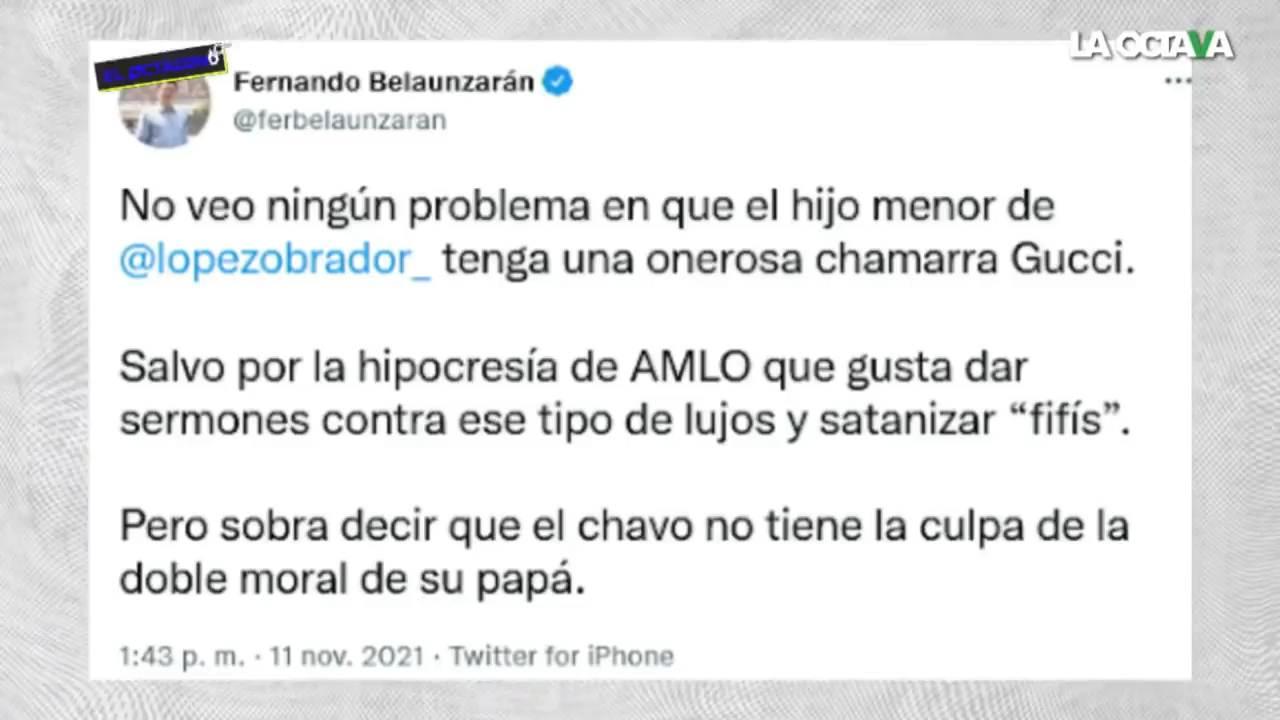 LA OCTAVA
EL OCTAGONO
Fernando Belaunzarán
@ferbelaunzaran
No veo ningún problema en que el hijo menor de
@lopezobrador_ tenga una onerosa chamarra Gucci.
Salvo por la hipocresía de AMLO que gusta dar
sermones contra ese tipo de lujos y satanizar “fifís”.
Pero sobra decir que el chavo no tiene la culpa de la
doble moral de su papá.
1:43 p. m. · 11 nov. 2021 · Twitter for iPhone